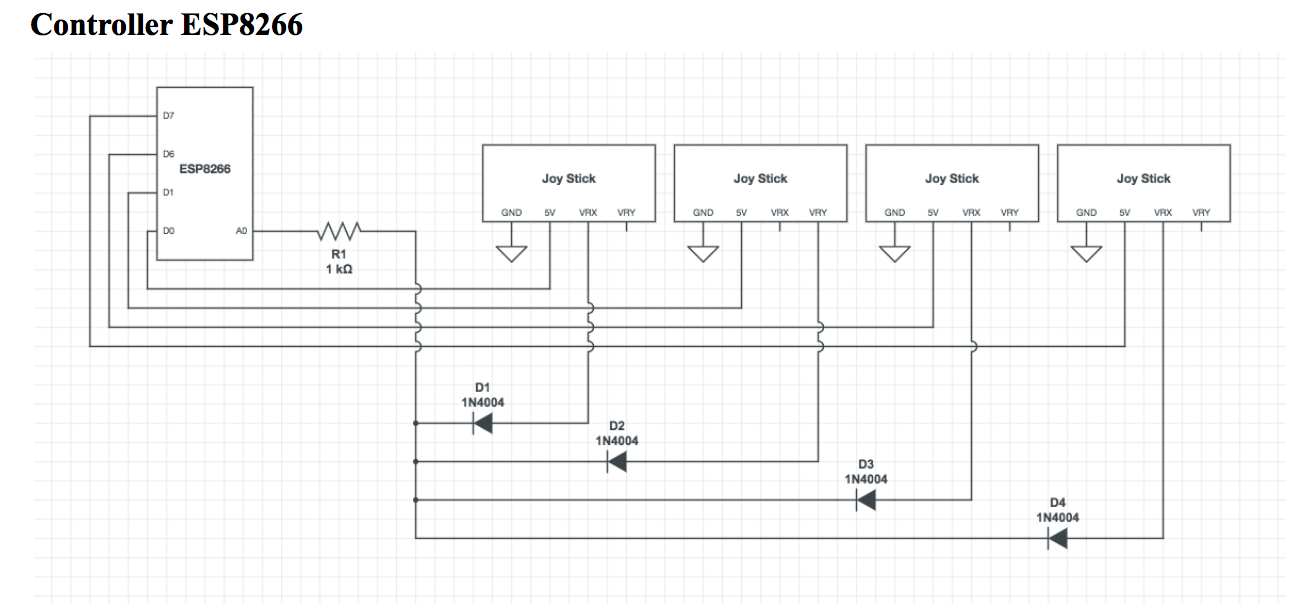 Controller ESP8266
D7
D6
ESP8266
D1
D0
A0
R1
1 kΩ
Joy Stick
GND 5V VRX VRY
Joy Stick
GND 5V VRX VRY
Joy Stick
GND 5V VRX VRY
Joy Stick
GND 5V VRX VRY
D1
1N4004
D2
1N4004
D3
1N4004
D4
1N4004